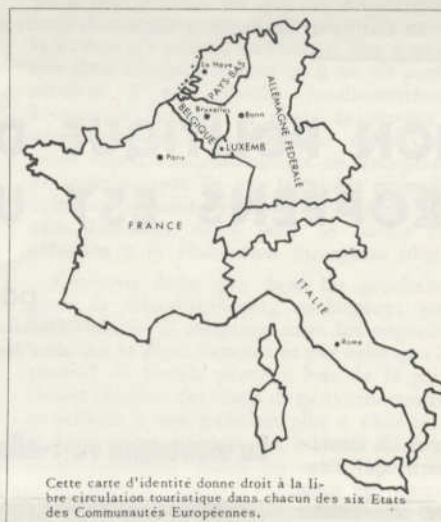 La Haye
PAYS-BAS
ALLEMAGNE FEDERALE
Bruxelles
BELGIQUE
Bonn
LUXEMB
Paris
FRANCE
ITALIE
Rome
Cette carte d'identité donne droit à la li-
bre circulation touristique dans chacun des six Etats
des Communautés Européennes.